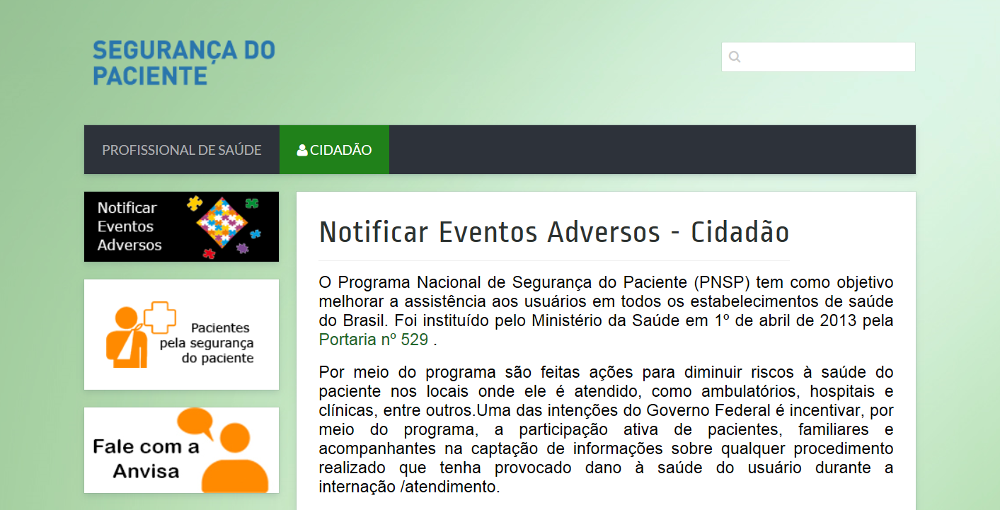 SEGURANÇA DO
PACIENTE
PROFISSIONAL DE SAÚDE
CIDADÃO
Notificar
Eventos
Adversos
Pacientes
pela segurança
do paciente
Fale com a
Anvisa
Notificar Eventos Adversos - Cidadão
O Programa Nacional de Segurança do Paciente (PNSP) tem como objetivo
melhorar a assistência aos usuários em todos os estabelecimentos de saúde
do Brasil. Foi instituído pelo Ministério da Saúde em 1º de abril de 2013 pela
Portaria nº 529 .
Por meio do programa são feitas ações para diminuir riscos à saúde do
paciente nos locais onde ele é atendido, como ambulatórios, hospitais e
clínicas, entre outros.Uma das intenções do Governo Federal é incentivar, por
meio do programa, a participação ativa de pacientes, familiares e
acompanhantes na captação de informações sobre qualquer procedimento
realizado que tenha provocado dano à saúde do usuário durante a
internação /atendimento.